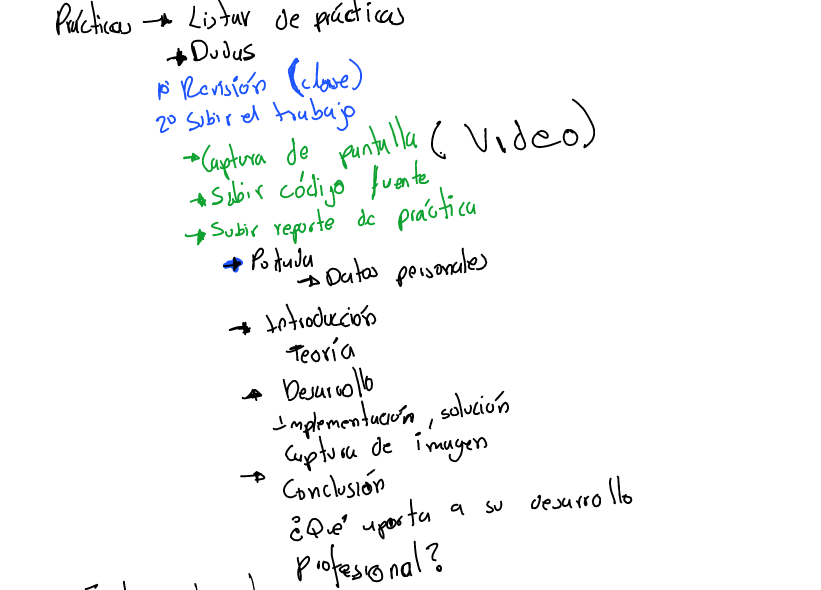 Prácticas → Listar de prácticas
→ Dudas
1º Revisión (clave)
2º Subir el trabajo
→ Captura de pantalla (Video)
→ Subir código fuente
→ Subir reporte de práctica
→ Portada
→ Datos personales
→ Introducción
Teoría
→ Desarrollo
Implementación, solución
Captura de imagen
→ Conclusión
¿Qué aporta a su desarrollo
profesional?